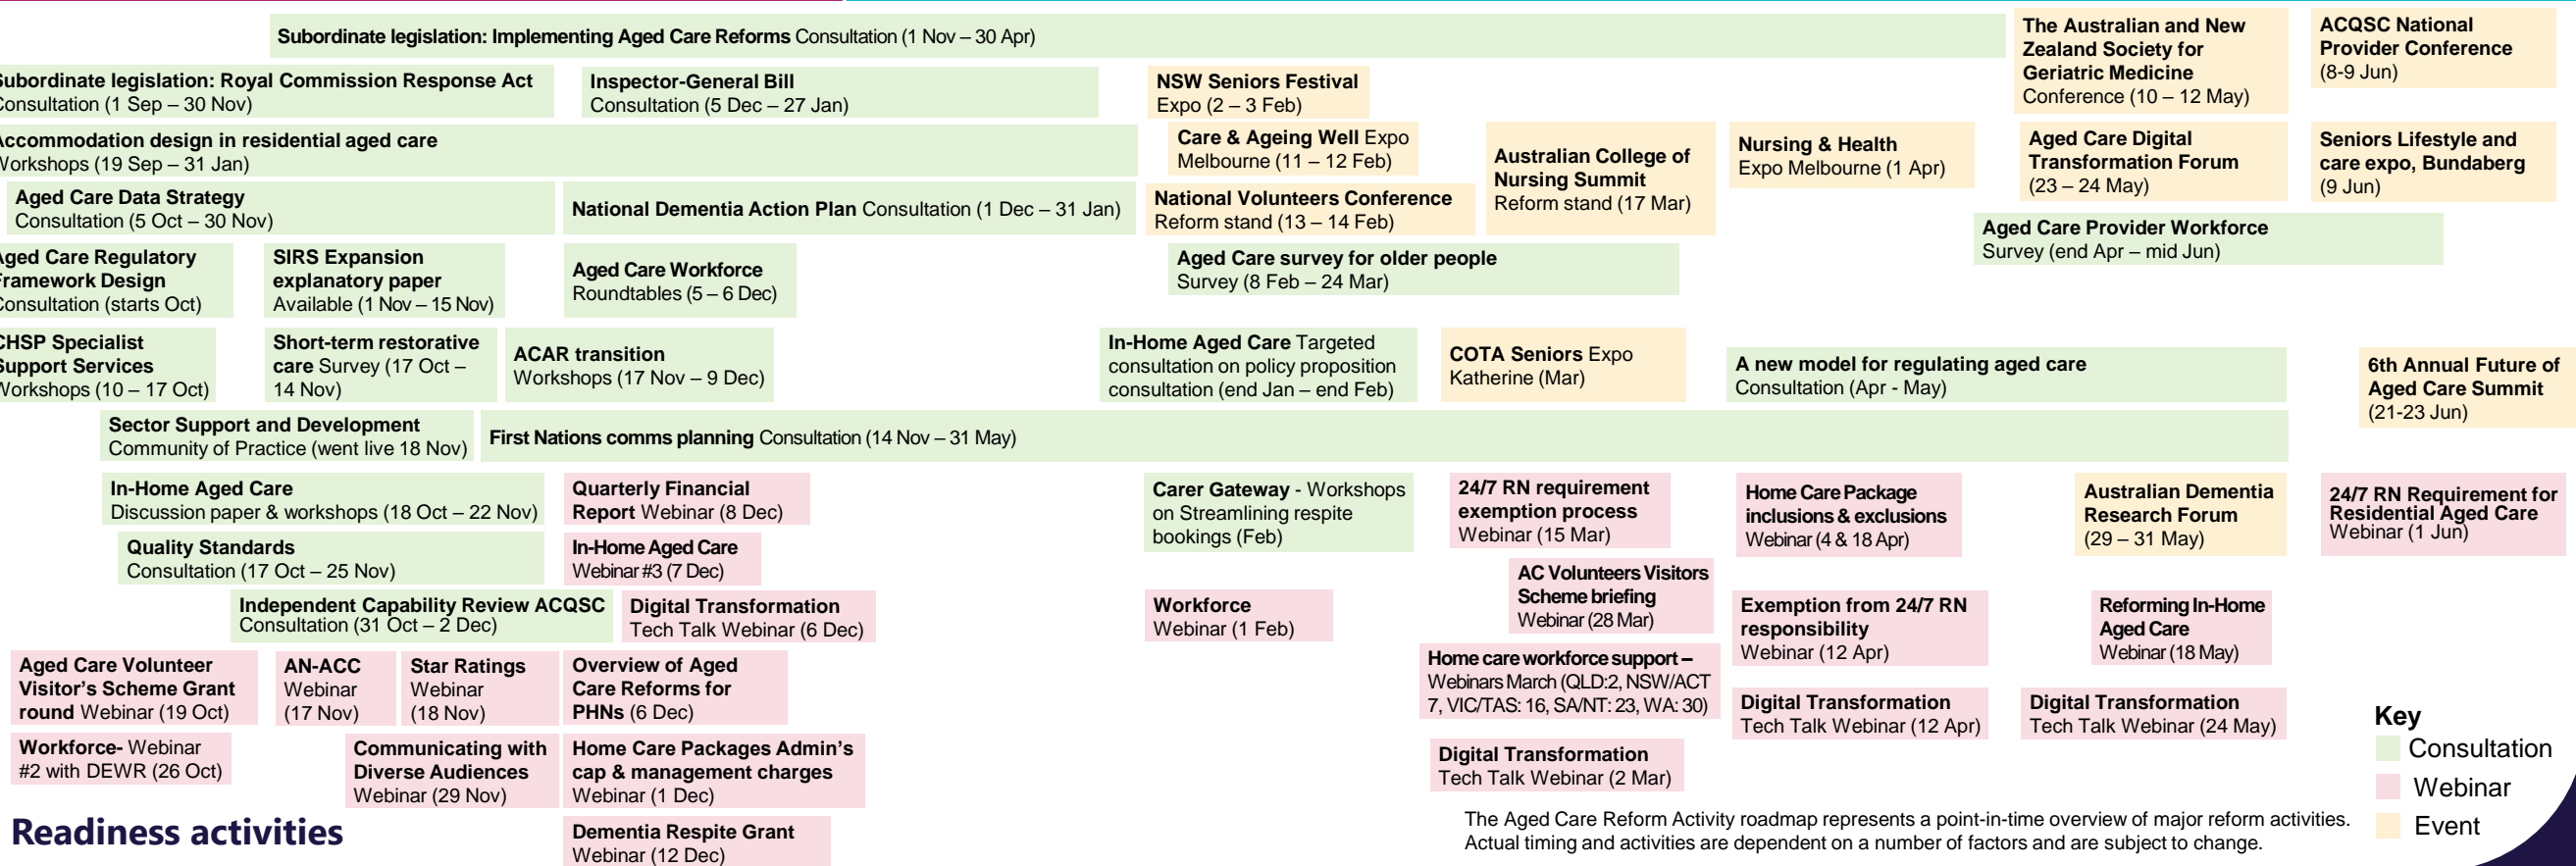 Subordinate legislation: Implementing Aged Care Reforms Consultation (1 Nov – 30 Apr)
The Australian and New
Zealand Society for
Geriatric Medicine
Conference (10 – 12 May)
ACQSC National
Provider Conference
(8-9 Jun)
Subordinate legislation: Royal Commission Response Act
Consultation (1 Sep – 30 Nov)
Inspector-General Bill
Consultation (5 Dec – 27 Jan)
NSW Seniors Festival
Expo (2 – 3 Feb)
Accommodation design in residential aged care
Workshops (19 Sep – 31 Jan)
Care & Ageing Well Expo
Melbourne (11 – 12 Feb)
Australian College of
Nursing Summit
Reform stand (17 Mar)
Nursing & Health
Expo Melbourne (1 Apr)
Aged Care Digital
Transformation Forum
(23 – 24 May)
Seniors Lifestyle and
care expo, Bundaberg
(9 Jun)
Aged Care Data Strategy
Consultation (5 Oct – 30 Nov)
National Dementia Action Plan Consultation (1 Dec – 31 Jan)
National Volunteers Conference
Reform stand (13 – 14 Feb)
Aged Care Provider Workforce
Survey (end Apr – mid Jun)
Aged Care Regulatory
Framework Design
Consultation (starts Oct)
SIRS Expansion
explanatory paper
Available (1 Nov – 15 Nov)
Aged Care Workforce
Roundtables (5 – 6 Dec)
Aged Care survey for older people
Survey (8 Feb – 24 Mar)
CHSP Specialist
Support Services
Workshops (10 – 17 Oct)
Short-term restorative
care Survey (17 Oct –
14 Nov)
ACAR transition
Workshops (17 Nov – 9 Dec)
In-Home Aged Care Targeted
consultation on policy proposition
consultation (end Jan – end Feb)
COTA Seniors Expo
Katherine (Mar)
A new model for regulating aged care
Consultation (Apr - May)
6th Annual Future of
Aged Care Summit
(21-23 Jun)
Sector Support and Development
Community of Practice (went live 18 Nov)
First Nations comms planning Consultation (14 Nov – 31 May)
In-Home Aged Care
Discussion paper & workshops (18 Oct – 22 Nov)
Quarterly Financial
Report Webinar (8 Dec)
Carer Gateway - Workshops
on Streamlining respite
bookings (Feb)
24/7 RN requirement
exemption process
Webinar (15 Mar)
Home Care Package
inclusions & exclusions
Webinar (4 & 18 Apr)
Australian Dementia
Research Forum
(29 – 31 May)
24/7 RN Requirement for
Residential Aged Care
Webinar (1 Jun)
Quality Standards
Consultation (17 Oct – 25 Nov)
In-Home Aged Care
Webinar #3 (7 Dec)
AC Volunteers Visitors
Scheme briefing
Webinar (28 Mar)
Independent Capability Review ACQSC
Consultation (31 Oct – 2 Dec)
Digital Transformation
Tech Talk Webinar (6 Dec)
Workforce
Webinar (1 Feb)
Exemption from 24/7 RN
responsibility
Webinar (12 Apr)
Reforming In-Home
Aged Care
Webinar (18 May)
Aged Care Volunteer
Visitor's Scheme Grant
round Webinar (19 Oct)
AN-ACC
Webinar
(17 Nov)
Star Ratings
Webinar
(18 Nov)
Overview of Aged
Care Reforms for
PHNs (6 Dec)
Home care workforce support –
Webinars March (QLD:2, NSW/ACT
7, VIC/TAS: 16, SA/NT: 23, WA: 30)
Digital Transformation
Tech Talk Webinar (12 Apr)
Digital Transformation
Tech Talk Webinar (24 May)
Workforce- Webinar
#2 with DEWR (26 Oct)
Communicating with
Diverse Audiences
Webinar (29 Nov)
Home Care Packages Admin's
cap & management charges
Webinar (1 Dec)
Digital Transformation
Tech Talk Webinar (2 Mar)
Key
Consultation
Webinar
Event
Readiness activities
Dementia Respite Grant
Webinar (12 Dec)
The Aged Care Reform Activity roadmap represents a point-in-time overview of major reform activities.
Actual timing and activities are dependent on a number of factors and are subject to change.